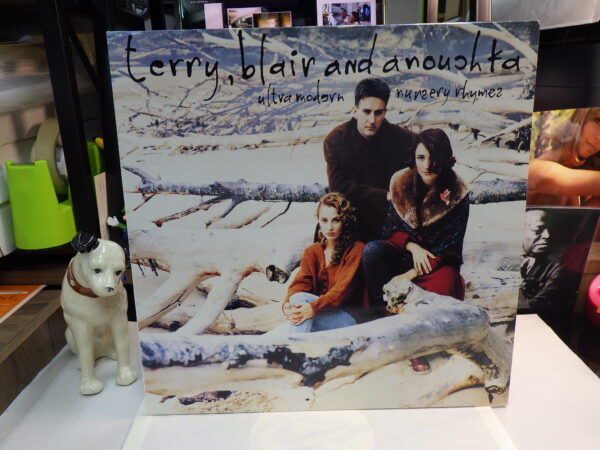 terry, blair and anouchka
ultra modern nursery rhymes